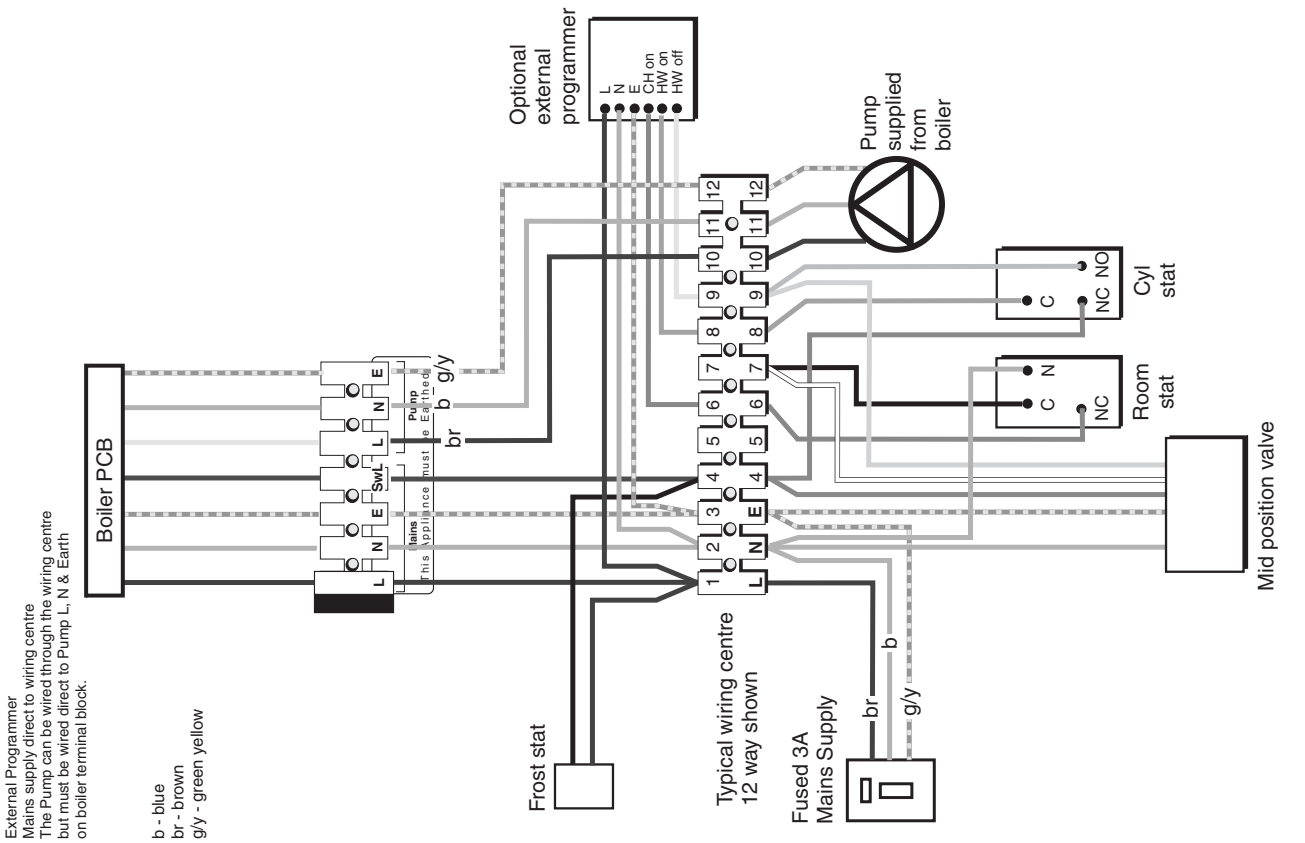 External Programmer
Mains supply direct to wiring centre
The Pump can be wired through the wiring centre
but must be wired direct to Pump L, N & Earth
on boiler terminal block.
b - blue
br - brown
g/y - green yellow
Boiler PCB
L
N
E
SwL
L
N
E
Mains
Pump
This Appliance must be Earthed
br
b
g/y
Optional
external
programmer
L
N
E
CH on
HW on
HW off
Frost stat
1 2 3 4 5 6 7 8 9 10 11 12
L N E 4 5 6 7 8 9 10 11 12
Typical wiring centre
12 way shown
Pump
supplied
from
boiler
Fused 3A
Mains Supply
br
b
g/y
C
N
NC
Room
stat
C
NC NO
Cyl
stat
Mid position valve